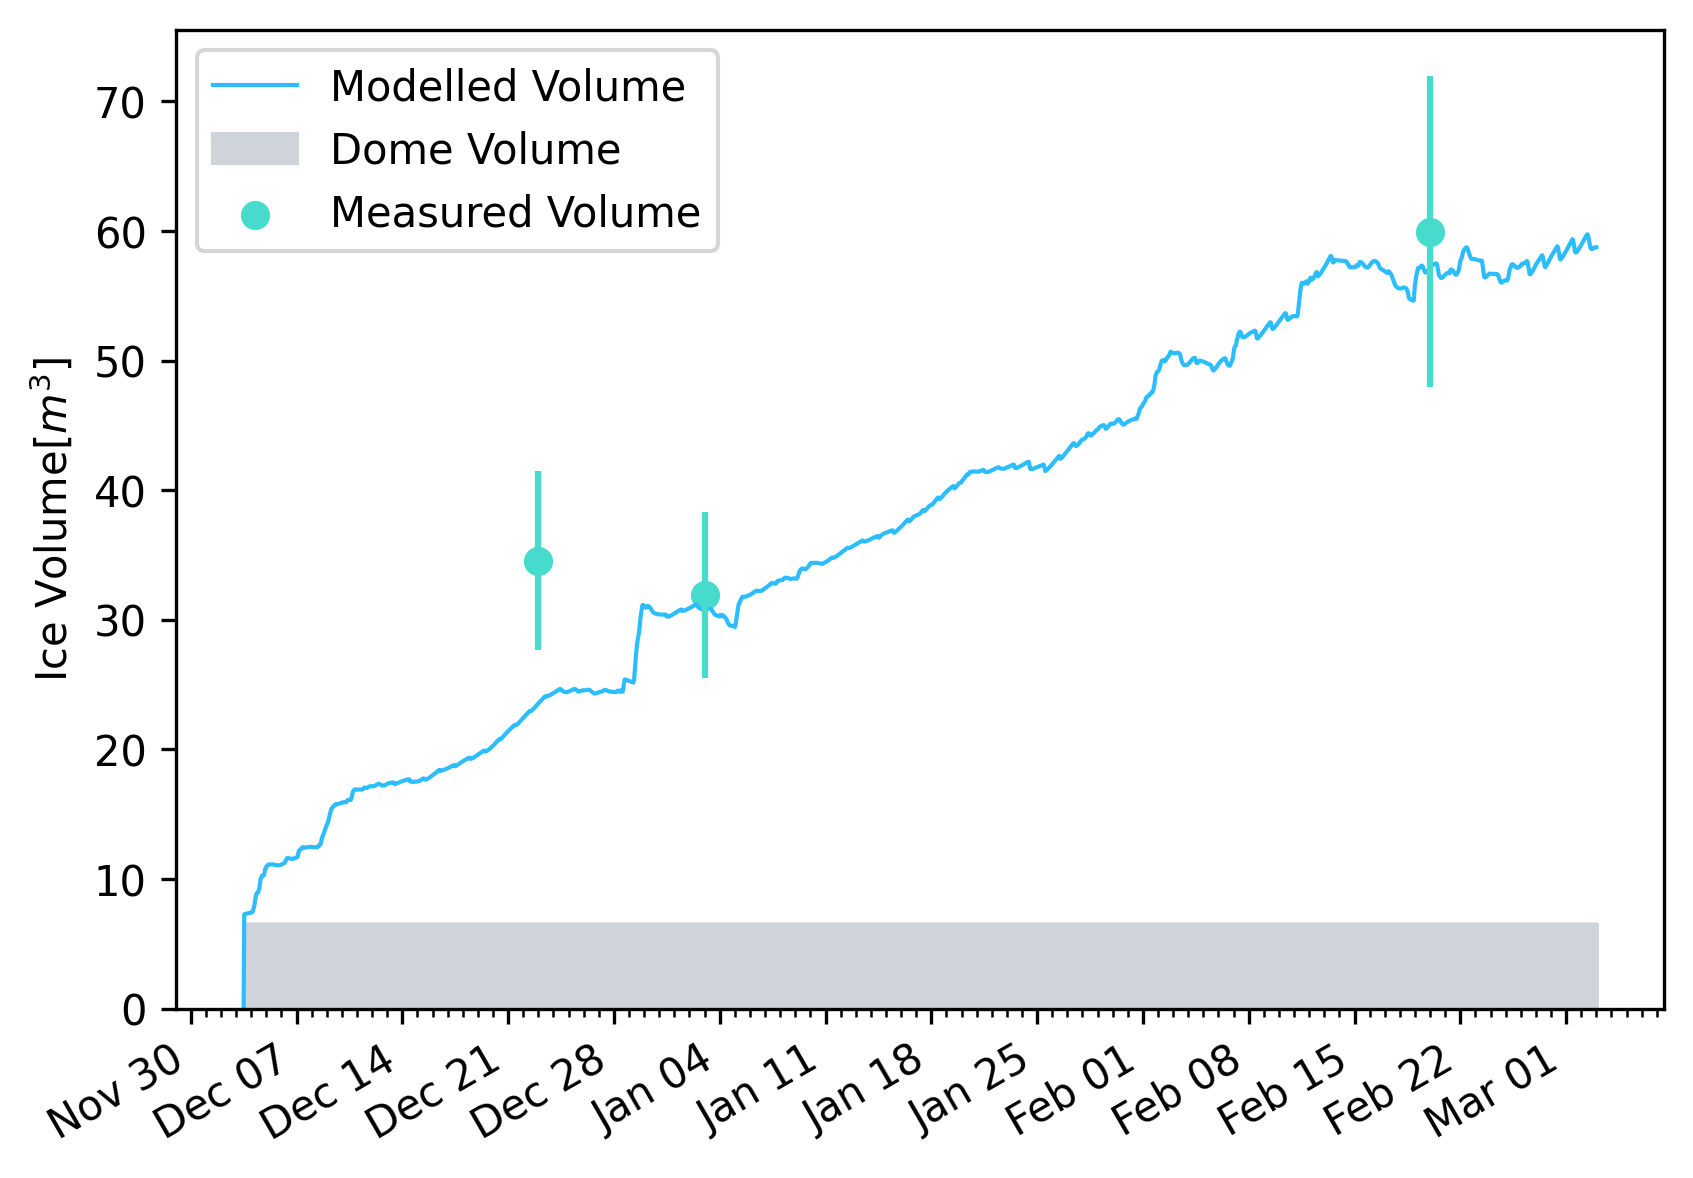 Modelled Volume
Dome Volume
Measured Volume
Ice Volume[m³]
70
60
50
40
30
20
10
0
Nov 30
Dec 07
Dec 14
Dec 21
Dec 28
Jan 04
Jan 11
Jan 18
Jan 25
Feb 01
Feb 08
Feb 15
Feb 22
Mar 01